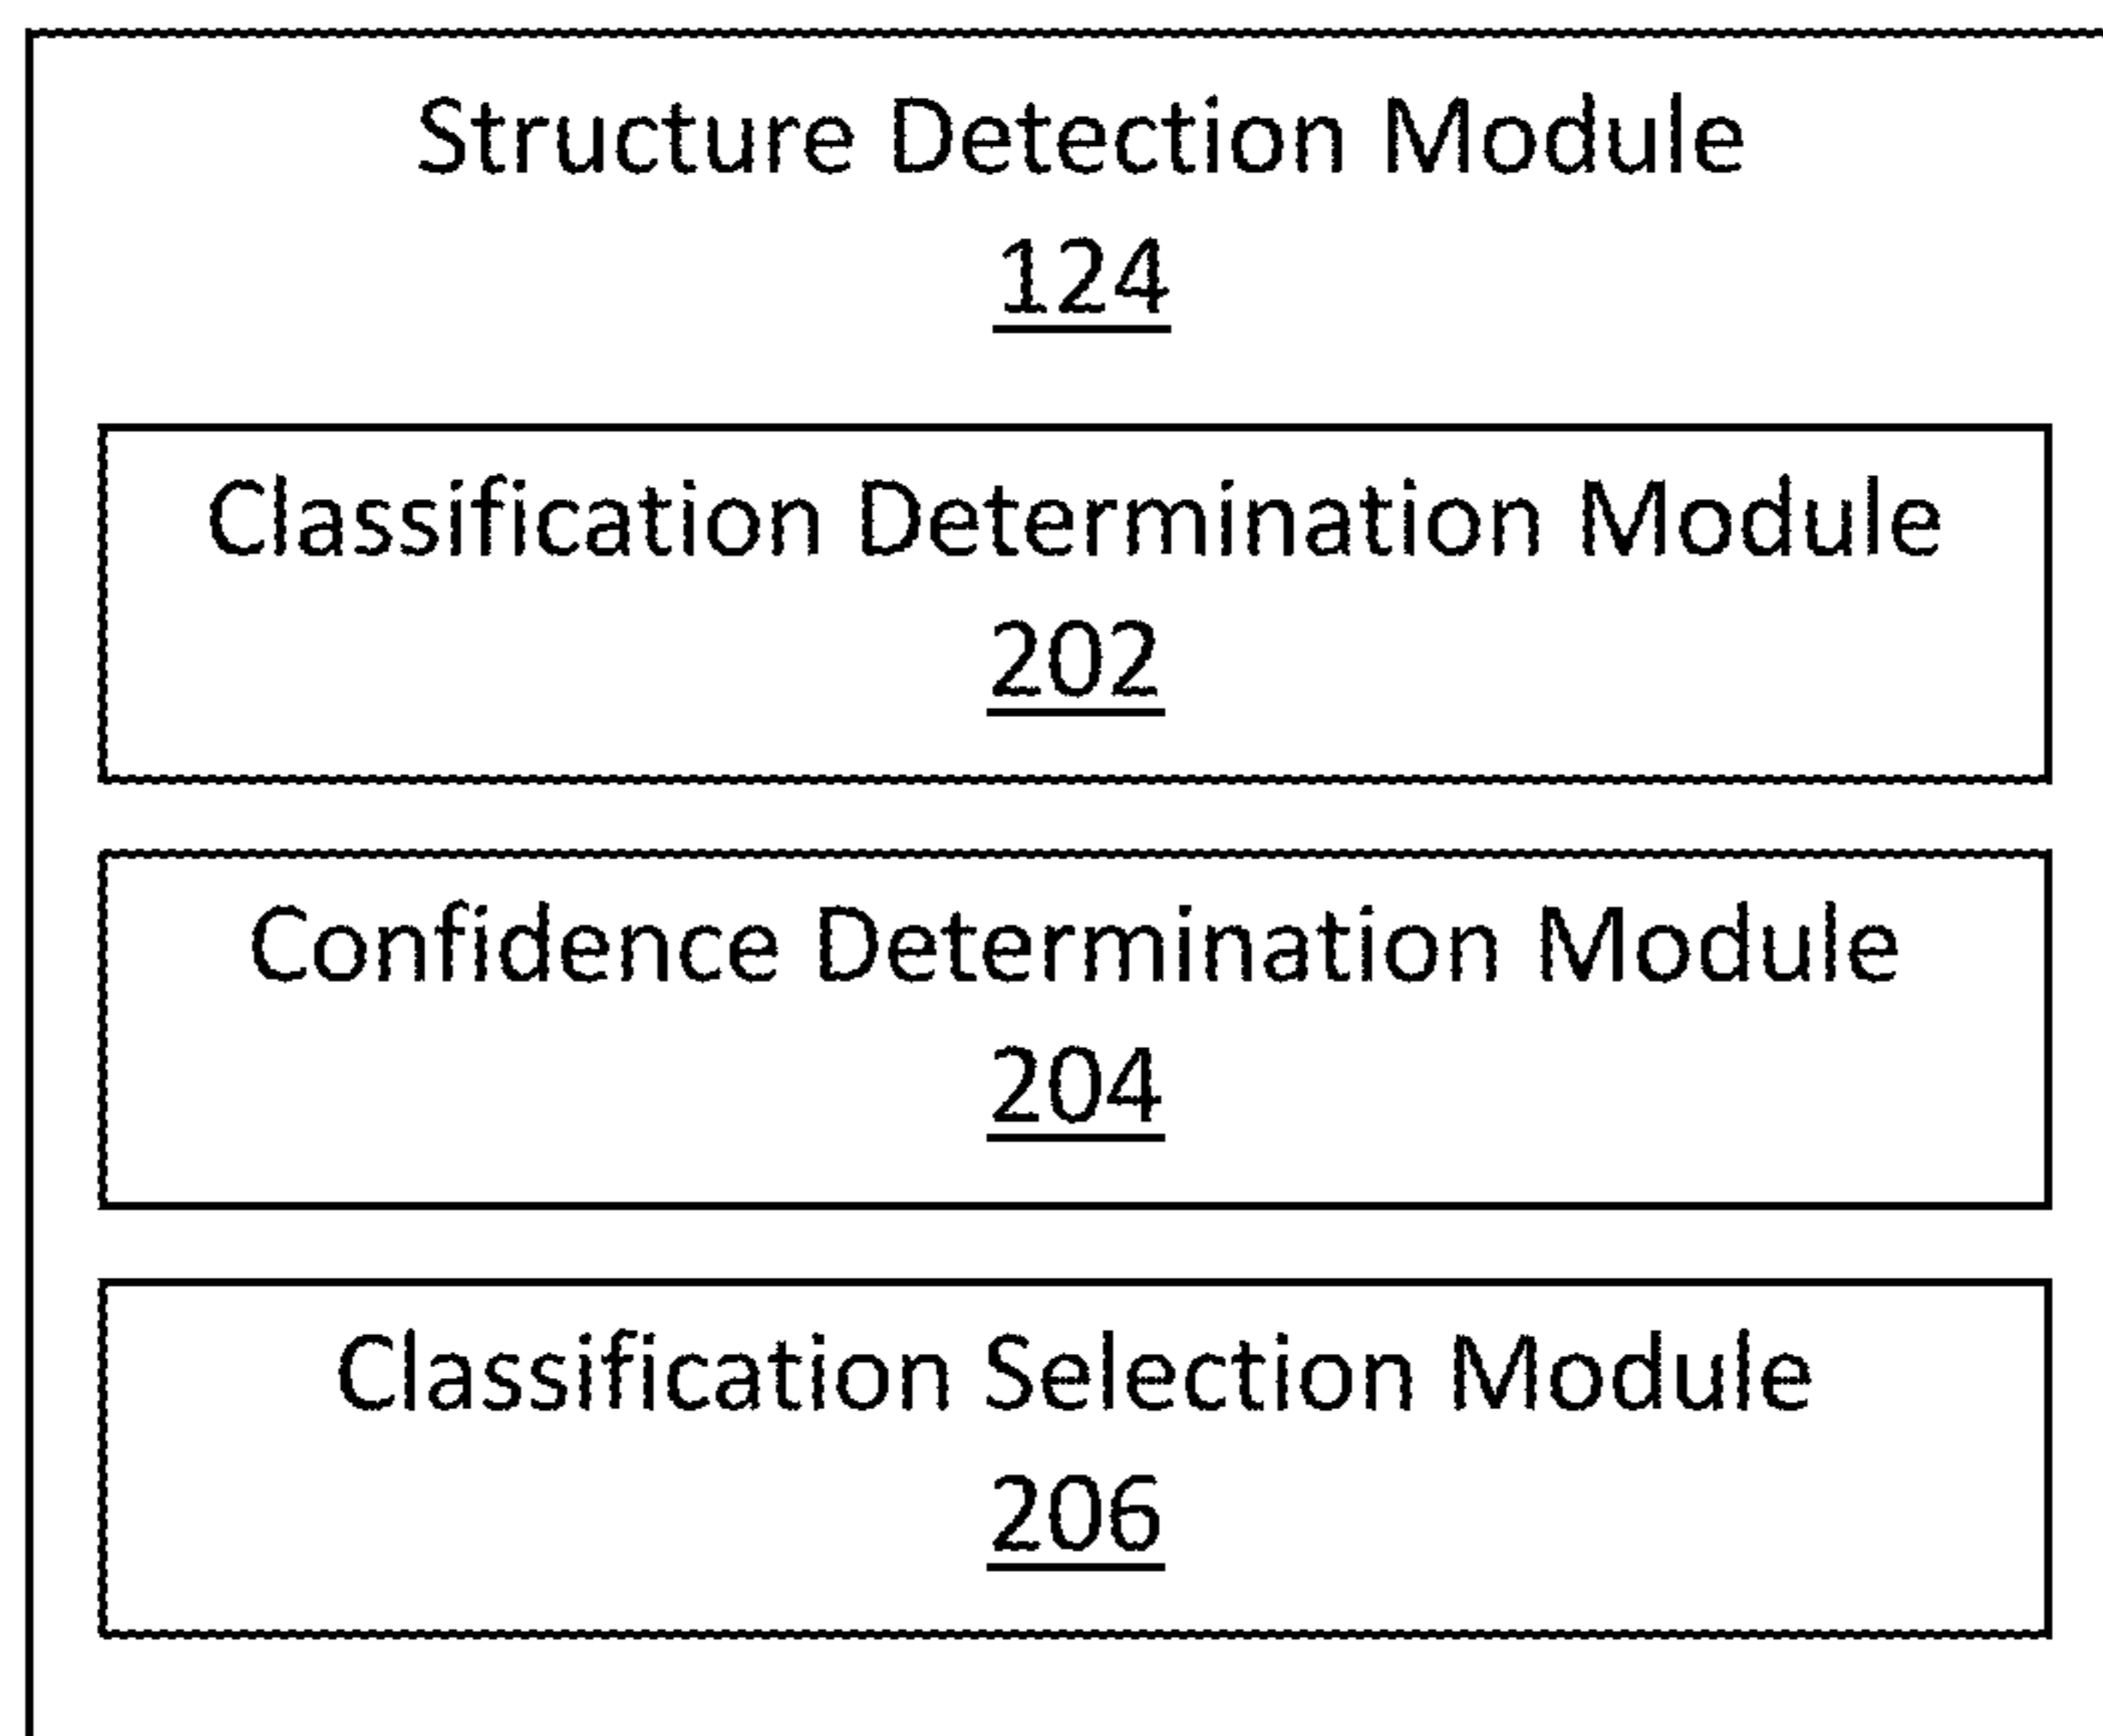 Structure Detection Module
124
Classification Determination Module
202
Confidence Determination Module
204
Classification Selection Module
206